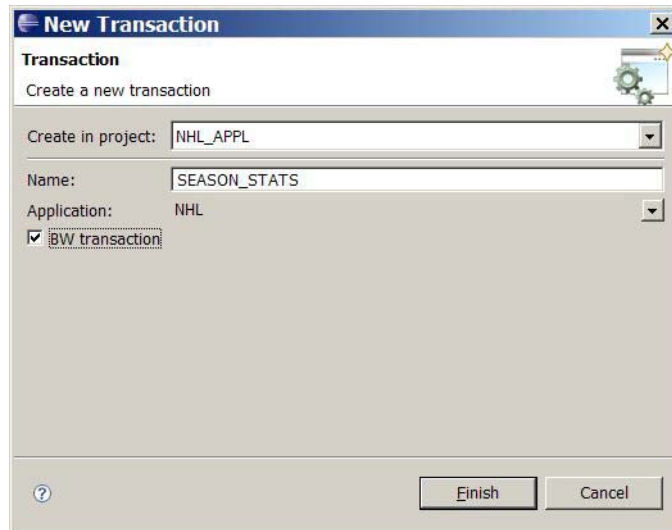 New Transaction
Transaction
Create a new transaction
Create in project: NHL_APPL
Name: SEASON_STATS
Application: NHL
BW transaction
Finish Cancel